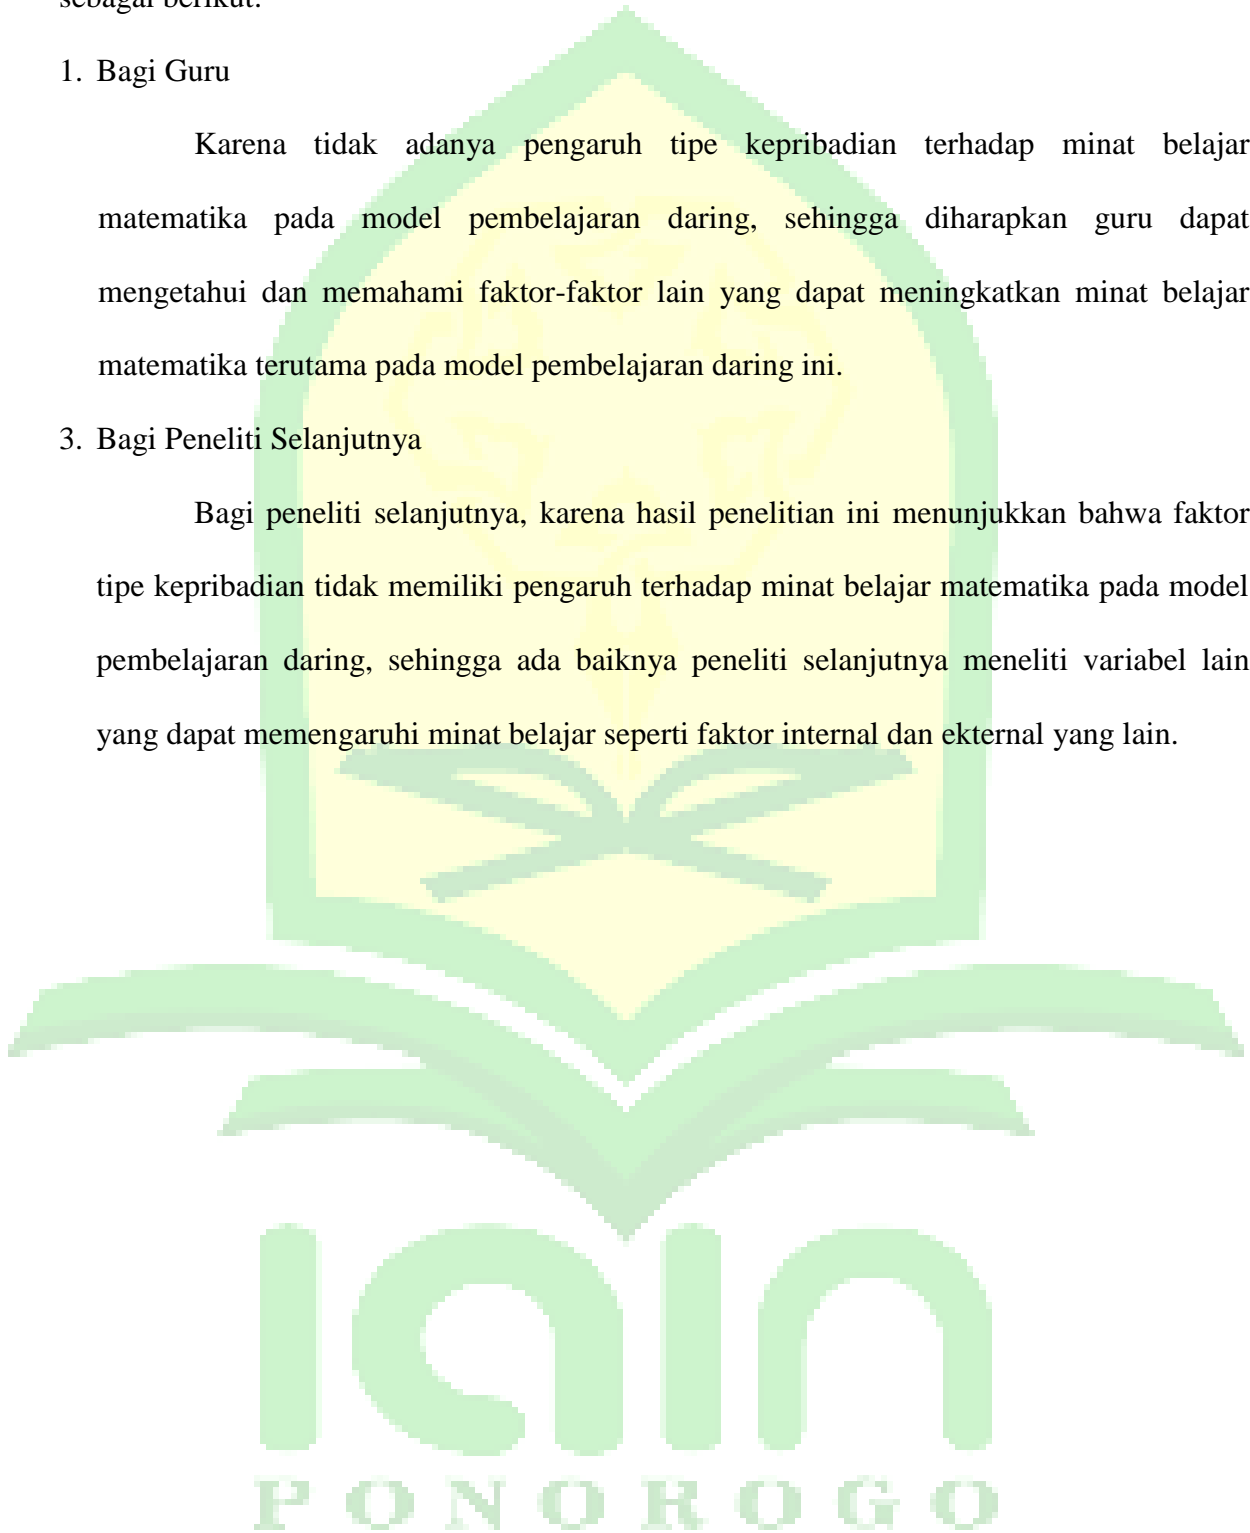 sebagai berikut:
1. Bagi Guru
Karena tidak adanya pengaruh tipe kepribadian terhadap minat belajar
matematika pada model pembelajaran daring, sehingga diharapkan guru dapat
mengetahui dan memahami faktor-faktor lain yang dapat meningkatkan minat belajar
matematika terutama pada model pembelajaran daring ini.
3. Bagi Peneliti Selanjutnya
Bagi peneliti selanjutnya, karena hasil penelitian ini menunjukkan bahwa faktor
tipe kepribadian tidak memiliki pengaruh terhadap minat belajar matematika pada model
pembelajaran daring, sehingga ada baiknya peneliti selanjutnya meneliti variabel lain
yang dapat memengaruhi minat belajar seperti faktor internal dan ekternal yang lain.
iain
PONOROGO